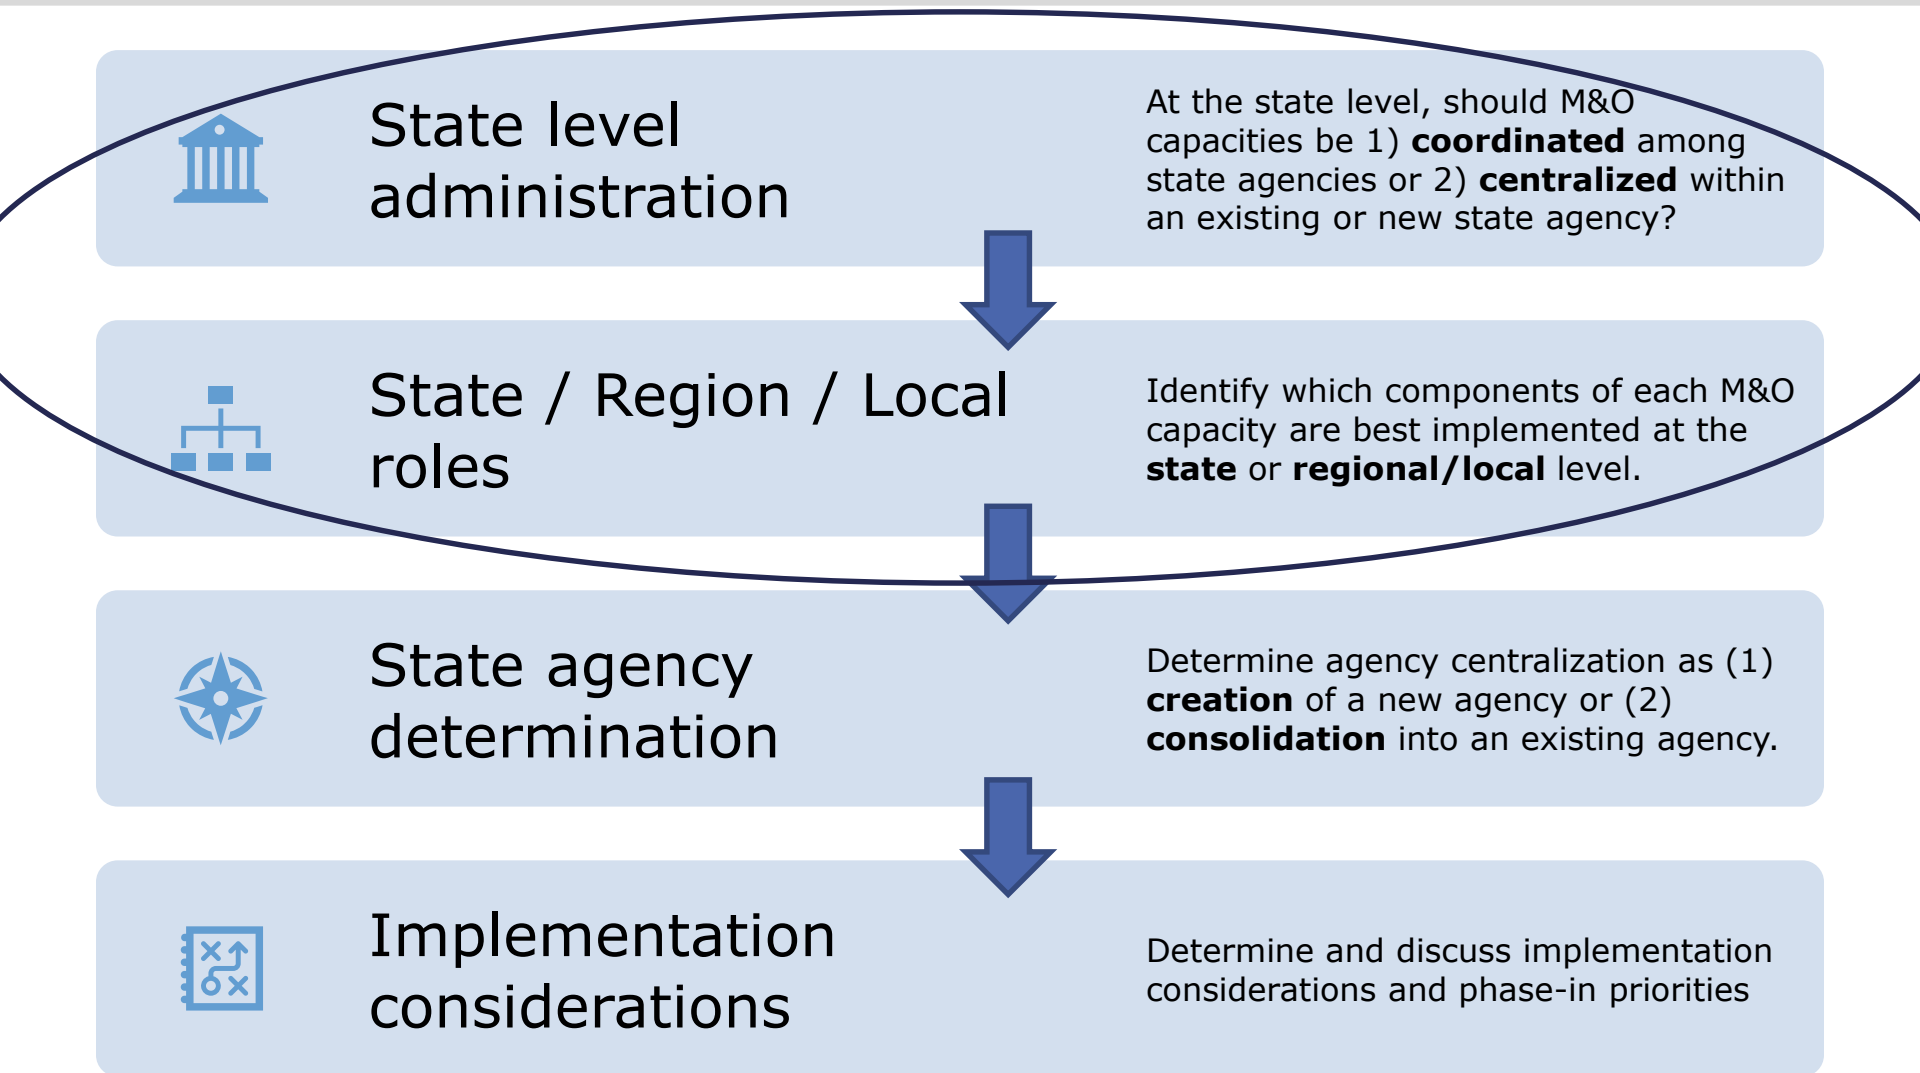 State level
administration
At the state level, should M&O
capacities be 1) coordinated among
state agencies or 2) centralized within
an existing or new state agency?
State / Region / Local
roles
Identify which components of each M&O
capacity are best implemented at the
state or regional/local level.
State agency
determination
Determine agency centralization as (1)
creation of a new agency or (2)
consolidation into an existing agency.
Implementation
considerations
Determine and discuss implementation
considerations and phase-in priorities